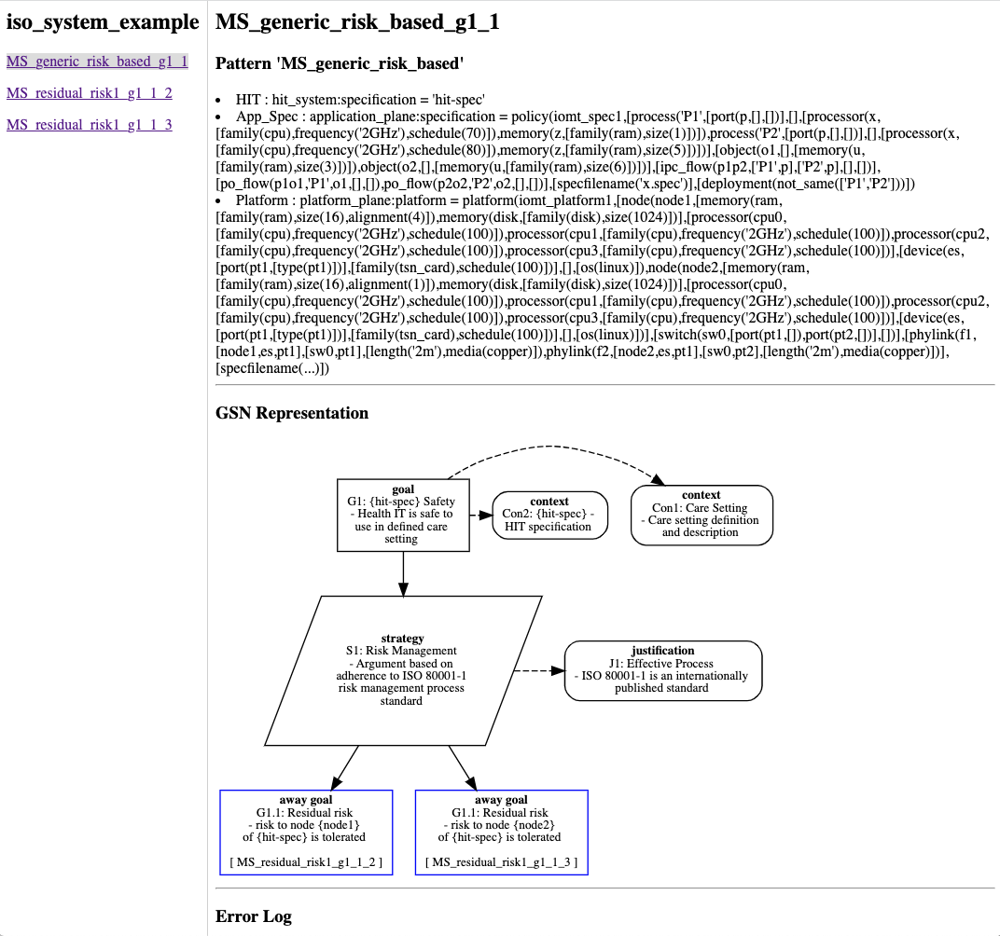 iso_system_example
MS_generic_risk_based_g1_1
MS_residual_risk1_g1_1_2
MS_residual_risk1_g1_1_3
MS_generic_risk_based_g1_1
Pattern 'MS_generic_risk_based'
• HIT : hit_system:specification = 'hit-spec'
• App_Spec : application_plane:specification = policy(iomt_spec1,[process('P1',[port(p,[],[])],[],[processor(x,
[family(cpu),frequency('2GHz'),schedule(70)]),memory(z,[family(ram),size(1)])]),process('P2',[port(p,[],[])],[],[processor(x,
[family(cpu),frequency('2GHz'),schedule(80)]),memory(z,[family(ram),size(5)])])],[object(o1,[],[memory(u,
[family(ram),size(3)])]),object(o2,[],[memory(u,[family(ram),size(6)])])],[ipc_flow(p1p2,['P1',p],['P2',p],[],[])],
[po_flow(p1o1,'P1',o1,[],[]),po_flow(p2o2,'P2',o2,[],[])],[specfilename('x.spec')],[deployment(not_same(['P1','P2']))])
• Platform : platform_plane:platform = platform(iomt_platform1,[node(node1,[memory(ram,
[family(ram),size(16),alignment(4)]),memory(disk,[family(disk),size(1024)])],[processor(cpu0,
[family(cpu),frequency('2GHz'),schedule(100)]),processor(cpu1,[family(cpu),frequency('2GHz'),schedule(100)]),processor(cpu2,
[family(cpu),frequency('2GHz'),schedule(100)]),processor(cpu3,[family(cpu),frequency('2GHz'),schedule(100)])],[device(es,
[port(pt1,[type(pt1)])],[family(tsn_card),schedule(100)])],[],[os(linux)]),node(node2,[memory(ram,
[family(ram),size(16),alignment(1)]),memory(disk,[family(disk),size(1024)])],[processor(cpu0,
[family(cpu),frequency('2GHz'),schedule(100)]),processor(cpu1,[family(cpu),frequency('2GHz'),schedule(100)]),processor(cpu2,
[family(cpu),frequency('2GHz'),schedule(100)]),processor(cpu3,[family(cpu),frequency('2GHz'),schedule(100)])],[device(es,
[port(pt1,[type(pt1)])],[family(tsn_card),schedule(100)])],[],[os(linux)])],[switch(sw0,[port(pt1,[]),port(pt2,[])],[])],[phylink(f1,
[node1,es,pt1],[sw0,pt1],[length('2m'),media(copper)]),phylink(f2,[node2,es,pt1],[sw0,pt2],[length('2m'),media(copper)])],
[specfilename(...)])
GSN Representation
goal
G1: {hit-spec} Safety
- Health IT is safe to
use in defined care
setting
context
Con2: {hit-spec} -
HIT specification
context
Con1: Care Setting
- Care setting definition
and description
strategy
S1: Risk Management
- Argument based on
adherence to ISO 80001-1
risk management process
standard
justification
J1: Effective Process
- ISO 80001-1 is an internationally
published standard
away goal
G1.1: Residual risk
- risk to node {node1}
of {hit-spec} is tolerated
[ MS_residual_risk1_g1_1_2 ]
away goal
G1.1: Residual risk
- risk to node {node2}
of {hit-spec} is tolerated
[ MS_residual_risk1_g1_1_3 ]
Error Log